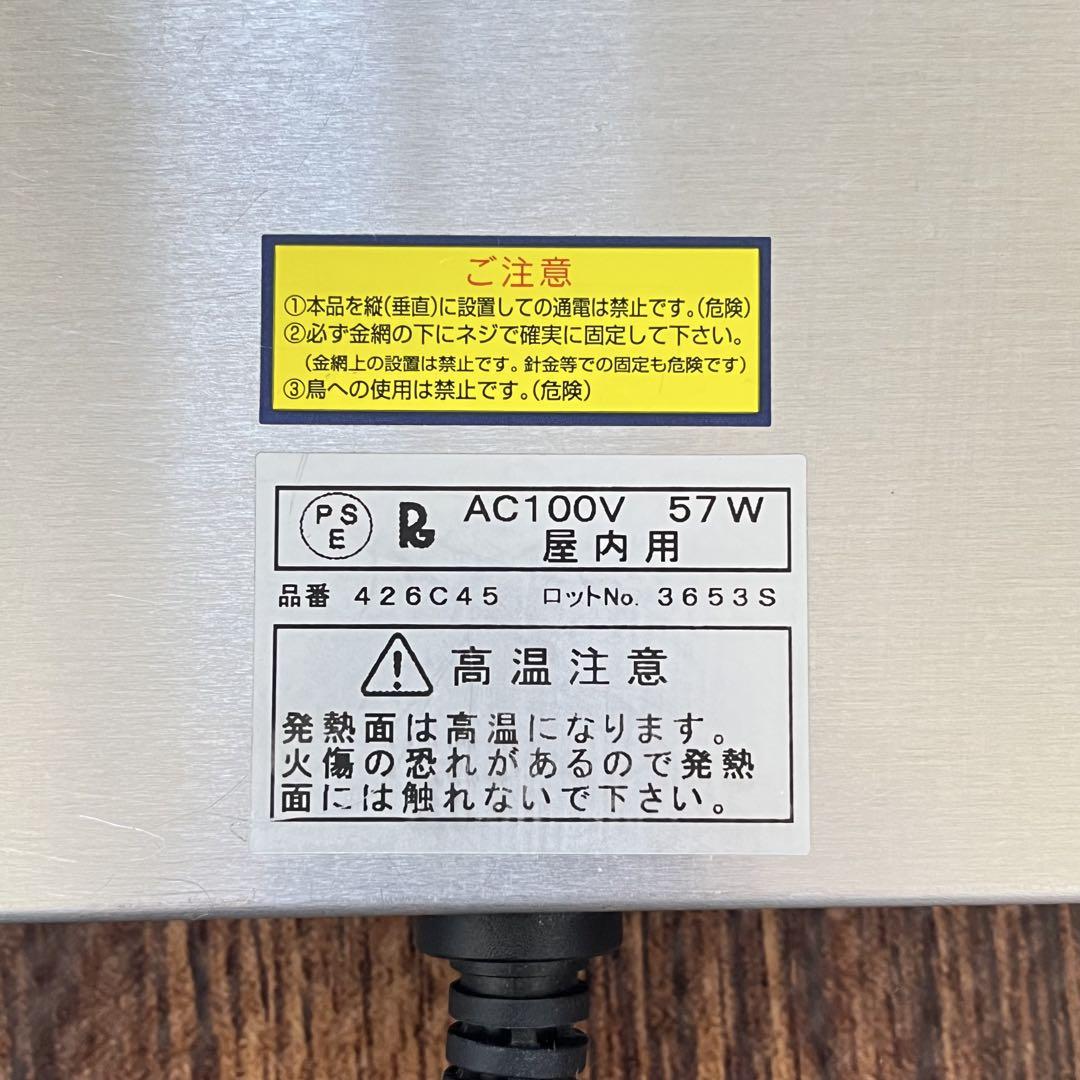 ご注意
①本品を縦(垂直)に設置しての通電は禁止です。(危険)
②必ず金網の下にネジで確実に固定して下さい。
(金網上の設置は禁止です。針金等での固定も危険です)
③鳥への使用は禁止です。(危険)
PSE PG AC100V 57W
屋内用
品番 426C45 ロットNo. 3653S
高温注意
発熱面は高温になります。
火傷の恐れがあるので発熱
面には触れないで下さい。